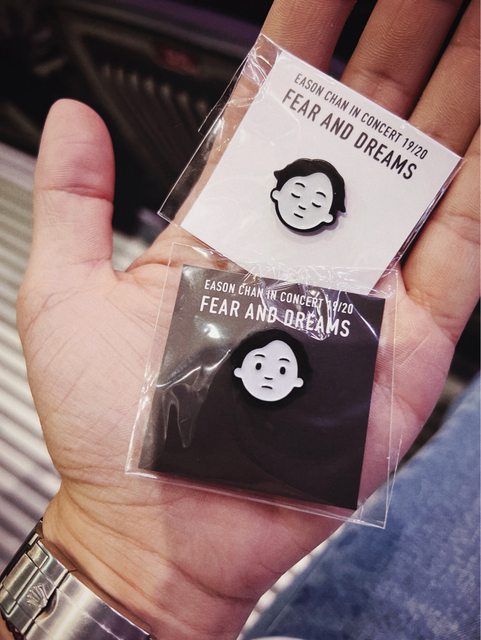 EASON CHAN IN CONCERT 19/20
FEAR AND DREAMS
EASON CHAN IN CONCERT 19/20
FEAR AND DREAMS